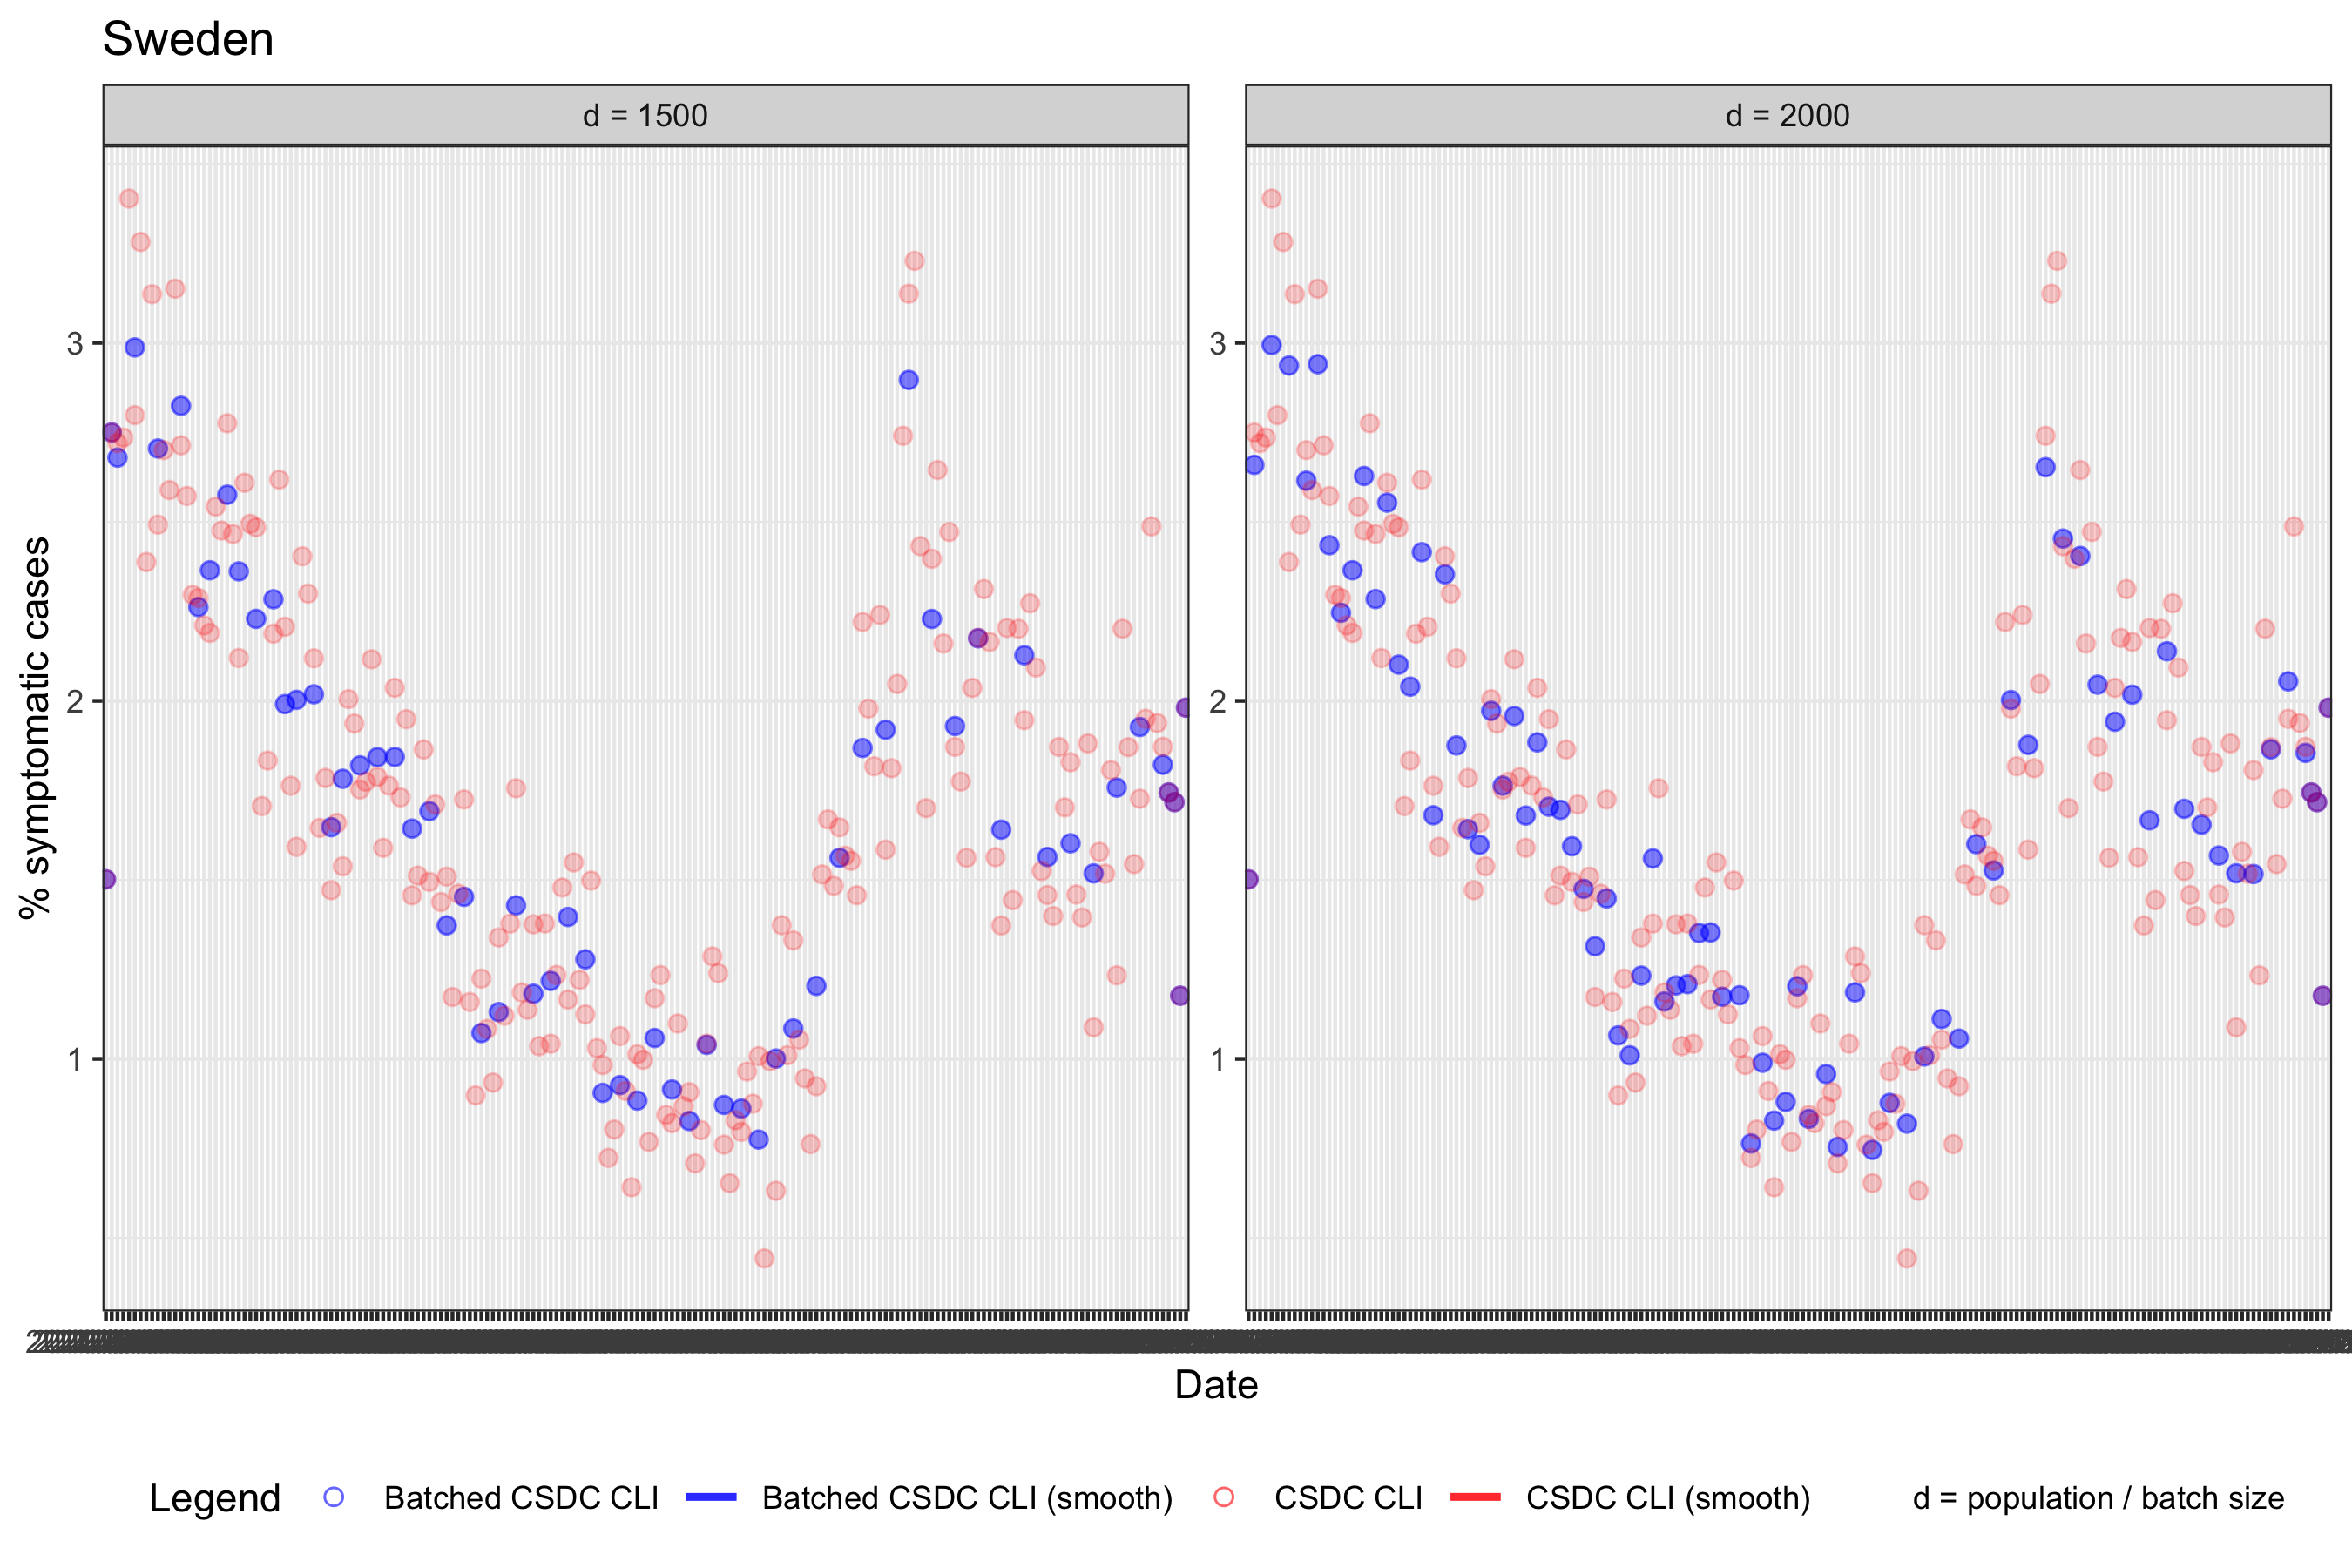 Sweden
d = 1500
d = 2000
% symptomatic cases
3
2
1
3
2
1
Date
Legend
Batched CSDC CLI
Batched CSDC CLI (smooth)
CSDC CLI
CSDC CLI (smooth)
d = population / batch size